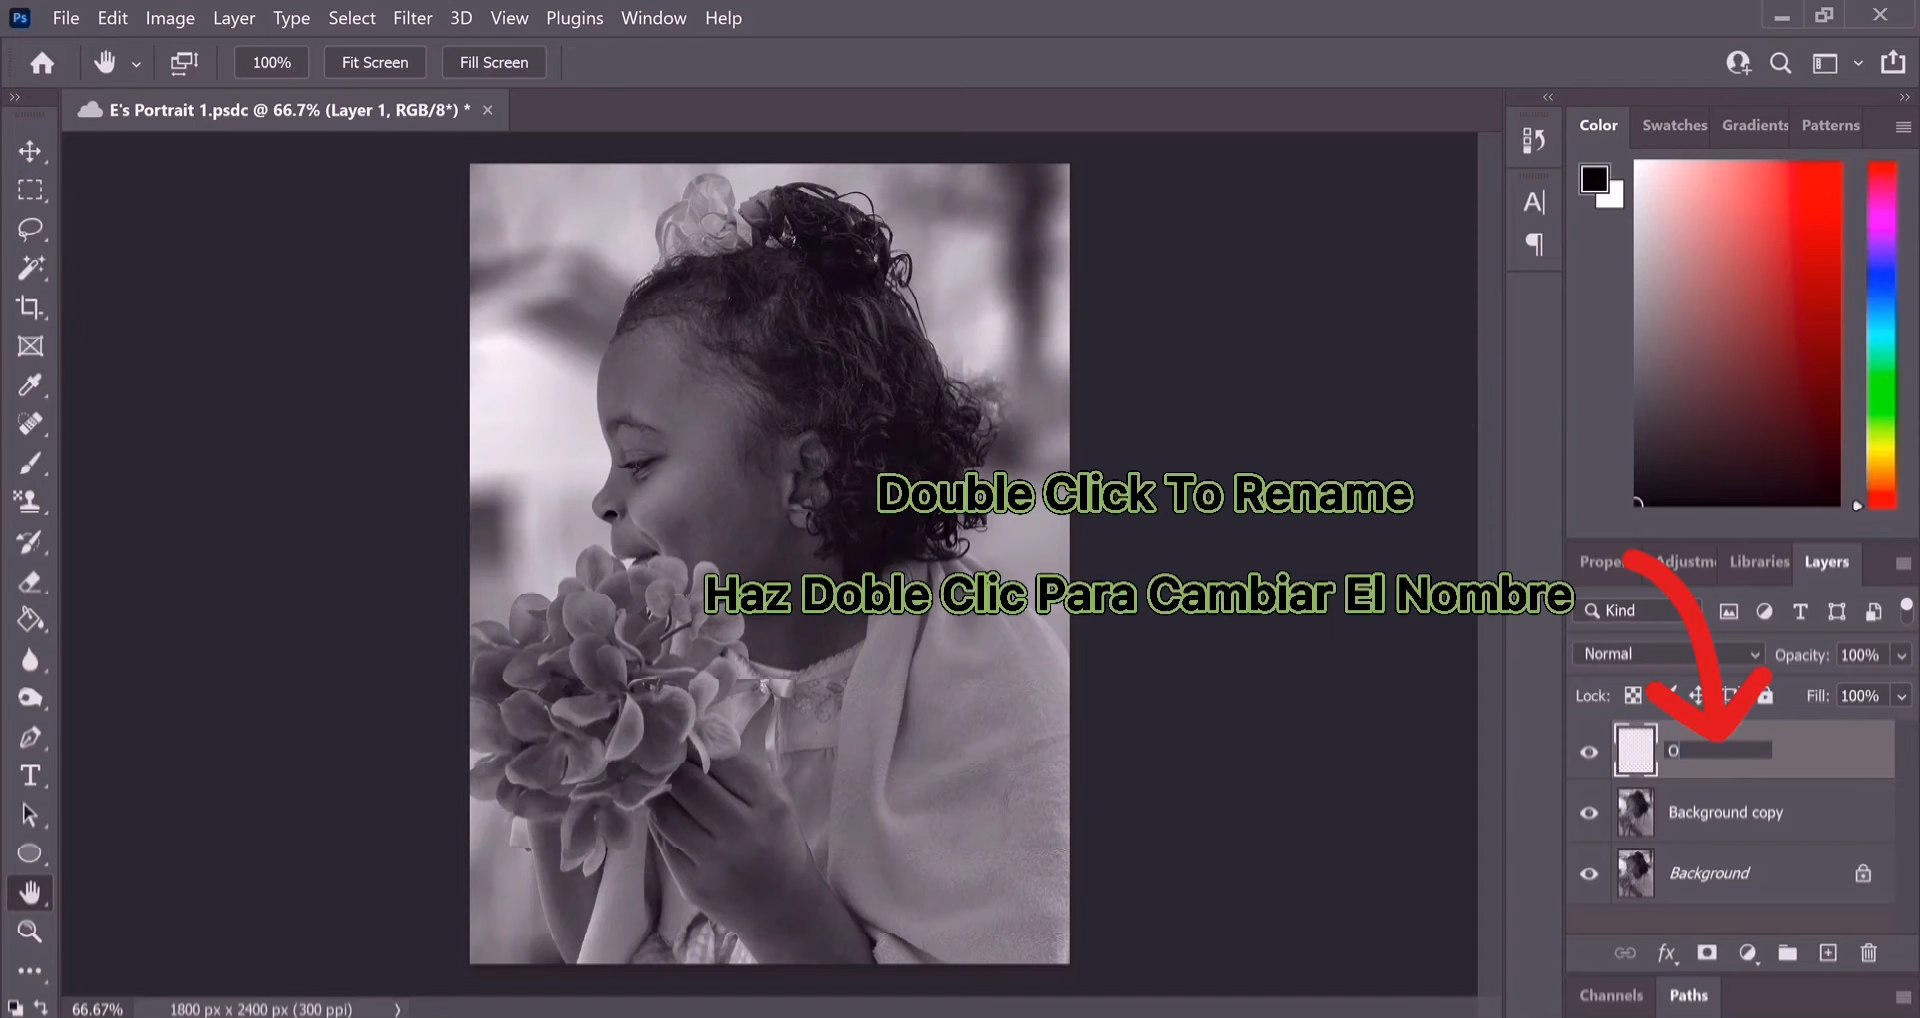 Ps File Edit Image Layer Type Select Filter 3D View Plugins Window Help
100% Fit Screen Fill Screen
E's Portrait 1.psdc @ 66.7% (Layer 1, RGB/8*) *
Color Swatches Gradients Patterns
Double Click To Rename
Haz Doble Clic Para Cambiar El Nombre
Libraries Layers
Kind
Normal Opacity: 100%
Lock: Fill: 100%
O
Background copy
Background
fx
Channels Paths
66.67% 1800 px x 2400 px (300 ppi)